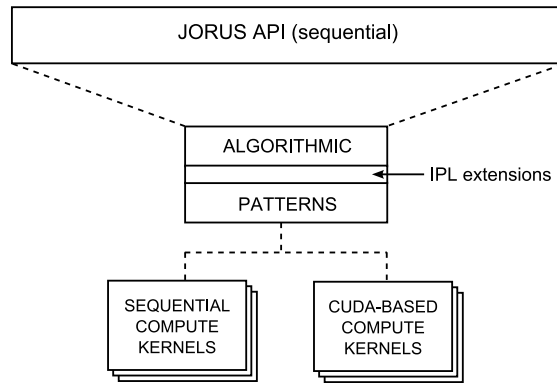 JORUS API (sequential)
ALGORITHMIC
IPL extensions
PATTERNS
SEQUENTIAL
COMPUTE
KERNELS
CUDA-BASED
COMPUTE
KERNELS